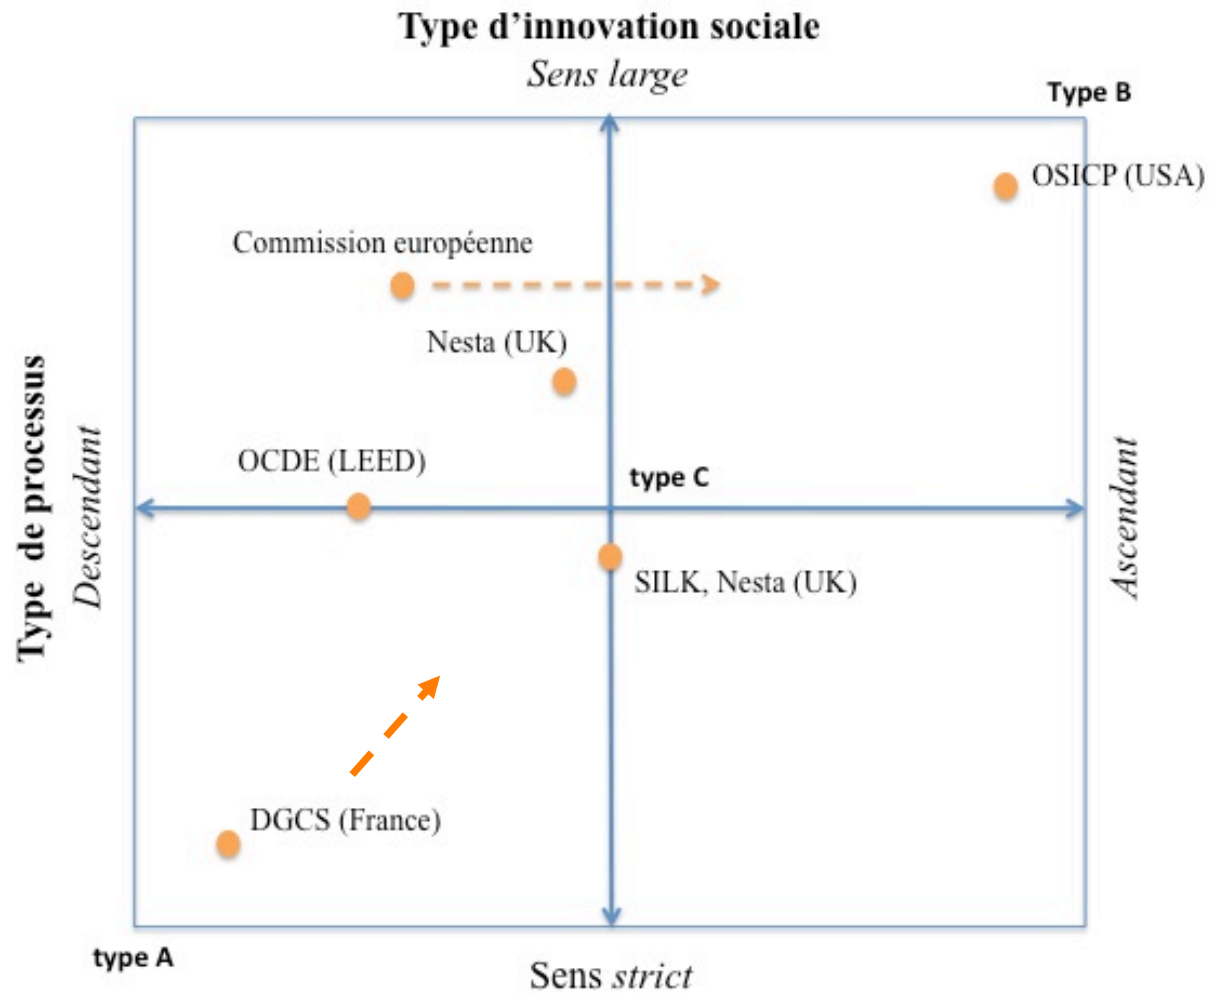 Type d’innovation sociale
Sens large
Type B
OSICP (USA)
Commission européenne
Nesta (UK)
Type de processus
Descendant
OCDE (LEED)
type C
Ascendant
SILK, Nesta (UK)
DGCS (France)
type A
Sens strict